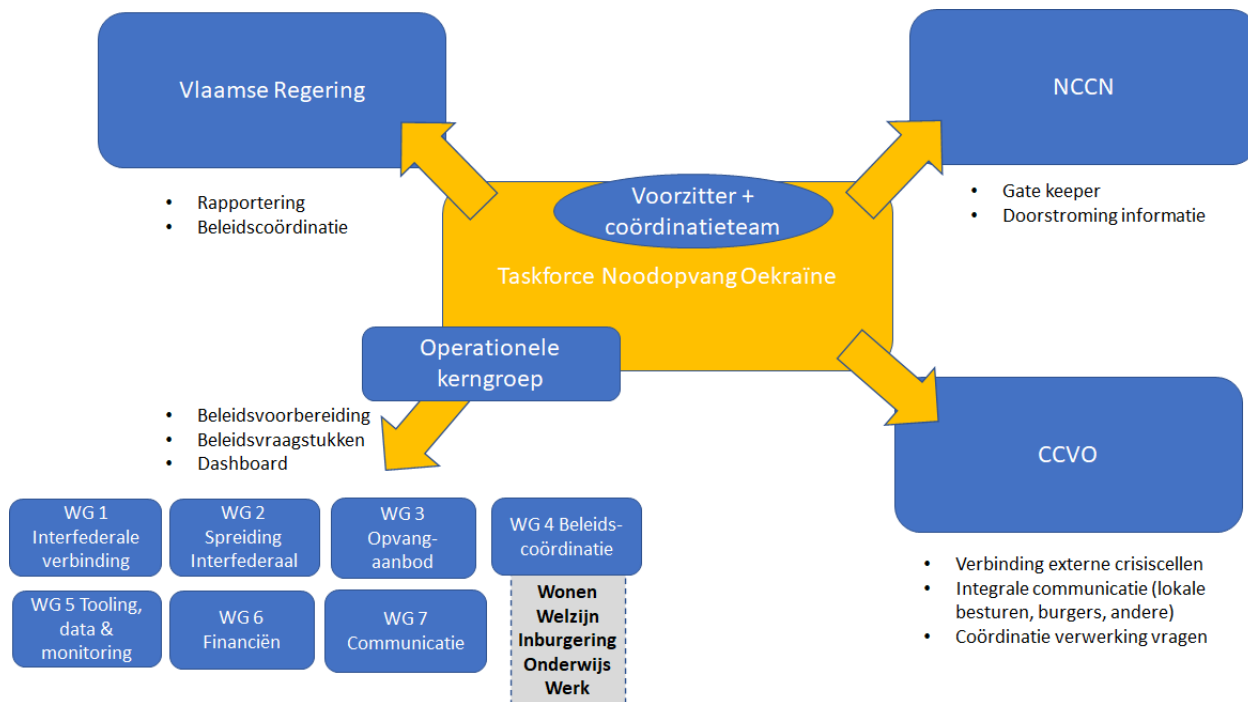 Vlaamse Regering
NCCN
• Rapportering
• Beleidscoördinatie
Voorzitter +
coördinatieteam
• Gate keeper
• Doorstroming informatie
Taskforce Noodopvang Oekraïne
Operationele
kerngroep
• Beleidsvoorbereiding
• Beleidsvraagstukken
• Dashboard
CCVO
• Verbinding externe crisiscellen
• Integrale communicatie (lokale
besturen, burgers, andere)
• Coördinatie verwerking vragen
WG 1
Interfederale
verbinding
WG 2
Spreiding
Interfederaal
WG 3
Opvang-
aanbod
WG 4 Beleids-
coördinatie
Wonen
Welzijn
Inburgering
Onderwijs
Werk
WG 5 Tooling,
data &
monitoring
WG 6
Financiën
WG 7
Communicatie